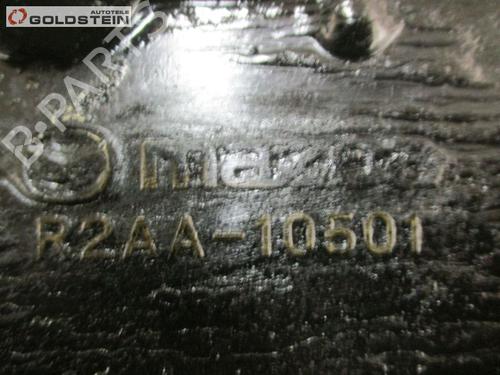 AUTOTEILE
GOLDSTEIN
B-PARTS
mazda
R2AA-10501